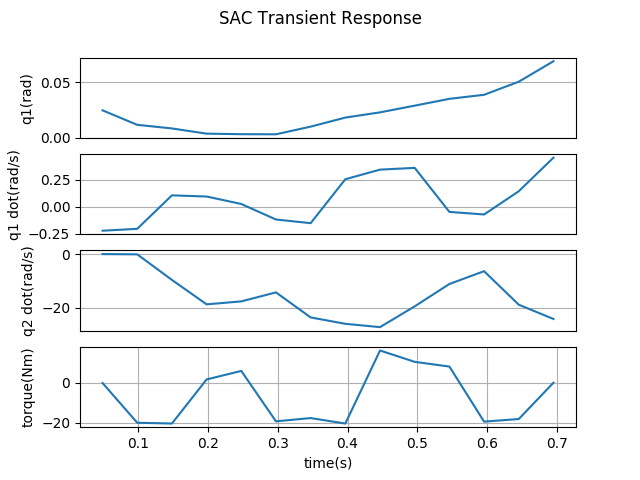 SAC Transient Response
q1(rad)
0.05
0.00
q1 dot(rad/s)
0.25
0.00
−0.25
q2 dot(rad/s)
0
−20
torque(Nm)
0
−20
0.1 0.2 0.3 0.4 0.5 0.6 0.7
time(s)